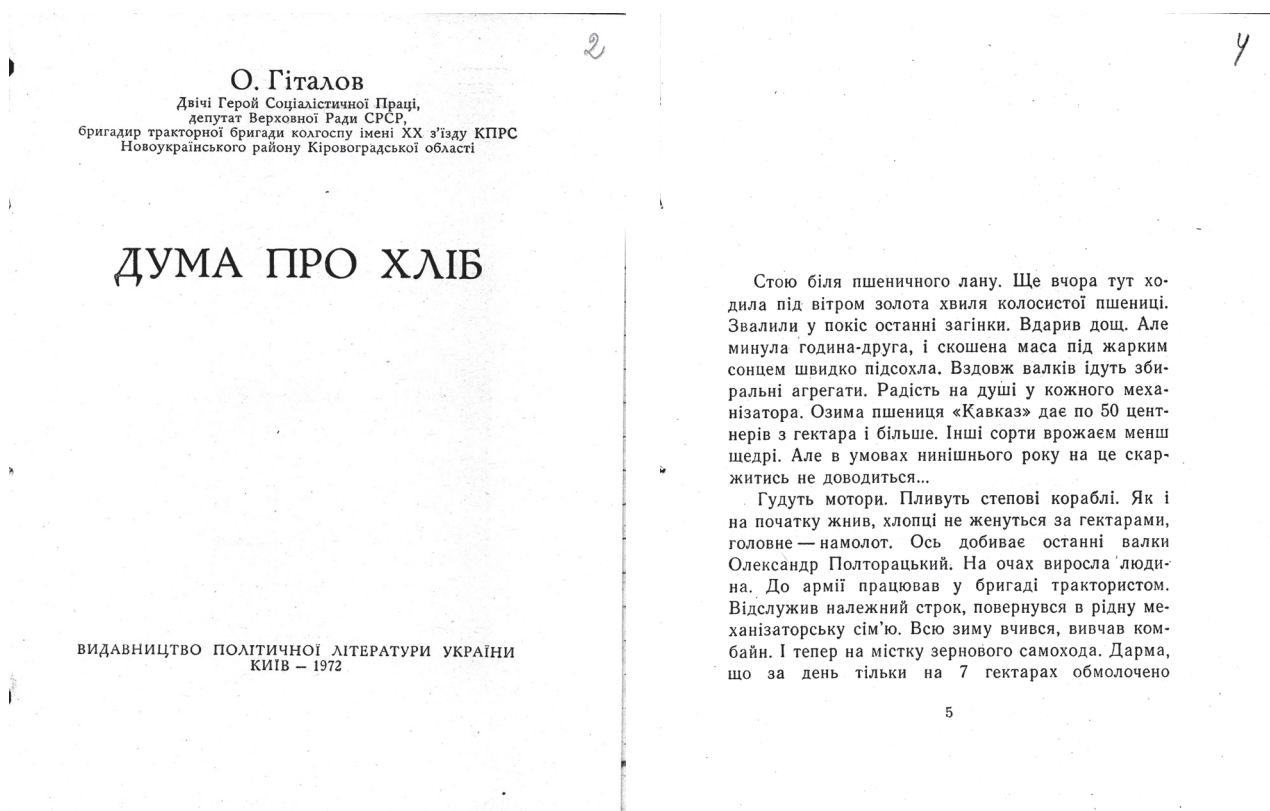 2
О. Гіталов
Двічі Герой Соціалістичної Праці,
депутат Верховної Ради СРСР,
бригадир тракторної бригади колгоспу імені XX з'їзду КПРС
Новоукраїнського району Кіровоградської області
ДУМА ПРО ХЛІБ
ВИДАВНИЦТВО ПОЛІТИЧНОЇ ЛІТЕРАТУРИ УКРАЇНИ
КИЇВ — 1972
4
Стою біля пшеничного лану. Ще вчора тут хо-
дила під вітром золота хвиля колосистої пшениці.
Звалили у покіс останні загінки. Вдарив дощ. Але
минула година-друга, і скошена маса під жарким
сонцем швидко підсохла. Вздовж валків ідуть зби-
ральні агрегати. Радість на душі у кожного меха-
нізатора. Озима пшениця «Кавказ» дає по 50 цент-
нерів з гектара і більше. Інші сорти врожаєм менш
щедрі. Але в умовах нинішнього року на це скар-
житись не доводиться...
Гудуть мотори. Пливуть степові кораблі. Як і
на початку жнив, хлопці не женуться за гектарами,
головне — намолот. Ось добиває останні валки
Олександр Полторацький. На очах виросла люди-
на. До армії працював у бригаді трактористом.
Відслужив належний строк, повернувся в рідну ме-
ханізаторську сім'ю. Всю зиму вчився, вивчав ком-
байн. І тепер на містку зернового самохода. Дарма,
що за день тільки на 7 гектарах обмолочено
5